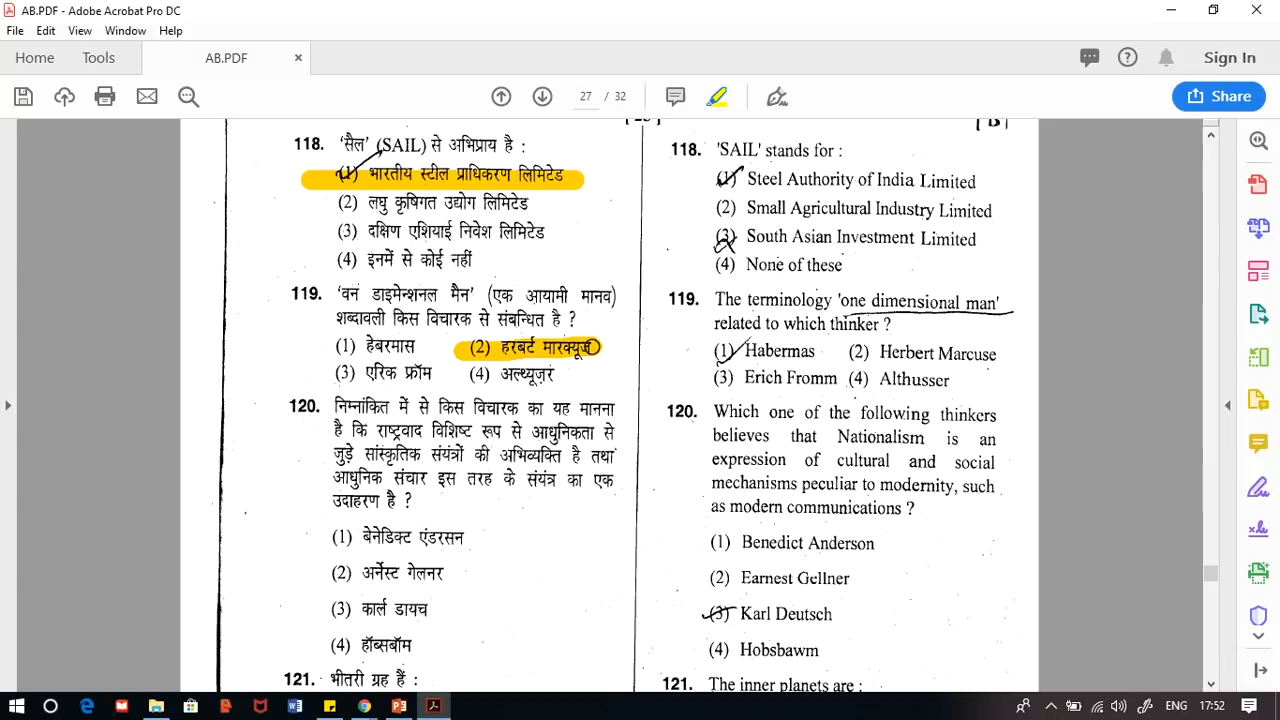 AB.PDF - Adobe Acrobat Pro DC
File Edit View Window Help
Home Tools AB.PDF × Sign In
27 / 32 Share
[ B ]
118. 'सैल' (SAIL) से अभिप्राय है :
(1) भारतीय स्टील प्राधिकरण लिमिटेड
(2) लघु कृषिगत उद्योग लिमिटेड
(3) दक्षिण एशियाई निवेश लिमिटेड
(4) इनमें से कोई नहीं
119. 'वन डाइमेन्शनल मैन' (एक आयामी मानव)
शब्दावली किस विचारक से संबन्धित है ?
(1) हेबरमास (2) हरबर्ट मारक्यूज
(3) एरिक फ्रॉम (4) अल्थ्यूज़र
120. निम्नांकित में से किस विचारक का यह मानना
है कि राष्ट्रवाद विशिष्ट रूप से आधुनिकता से
जुड़े सांस्कृतिक संयंत्रों की अभिव्यक्ति है तथा
आधुनिक संचार इस तरह के संयंत्र का एक
उदाहरण है ?
(1) बेनेडिक्ट एंडरसन
(2) अर्नेस्ट गेलनर
(3) कार्ल डायच
(4) हॉब्सबॉम
121. भीतरी ग्रह हैं :
118. 'SAIL' stands for :
(1) Steel Authority of India Limited
(2) Small Agricultural Industry Limited
(3) South Asian Investment Limited
(4) None of these
119. The terminology 'one dimensional man'
related to which thinker ?
(1) Habermas (2) Herbert Marcuse
(3) Erich Fromm (4) Althusser
120. Which one of the following thinkers
believes that Nationalism is an
expression of cultural and social
mechanisms peculiar to modernity, such
as modern communications ?
(1) Benedict Anderson
(2) Earnest Gellner
(3) Karl Deutsch
(4) Hobsbawm
121. The inner planets are :
ENG 17:52